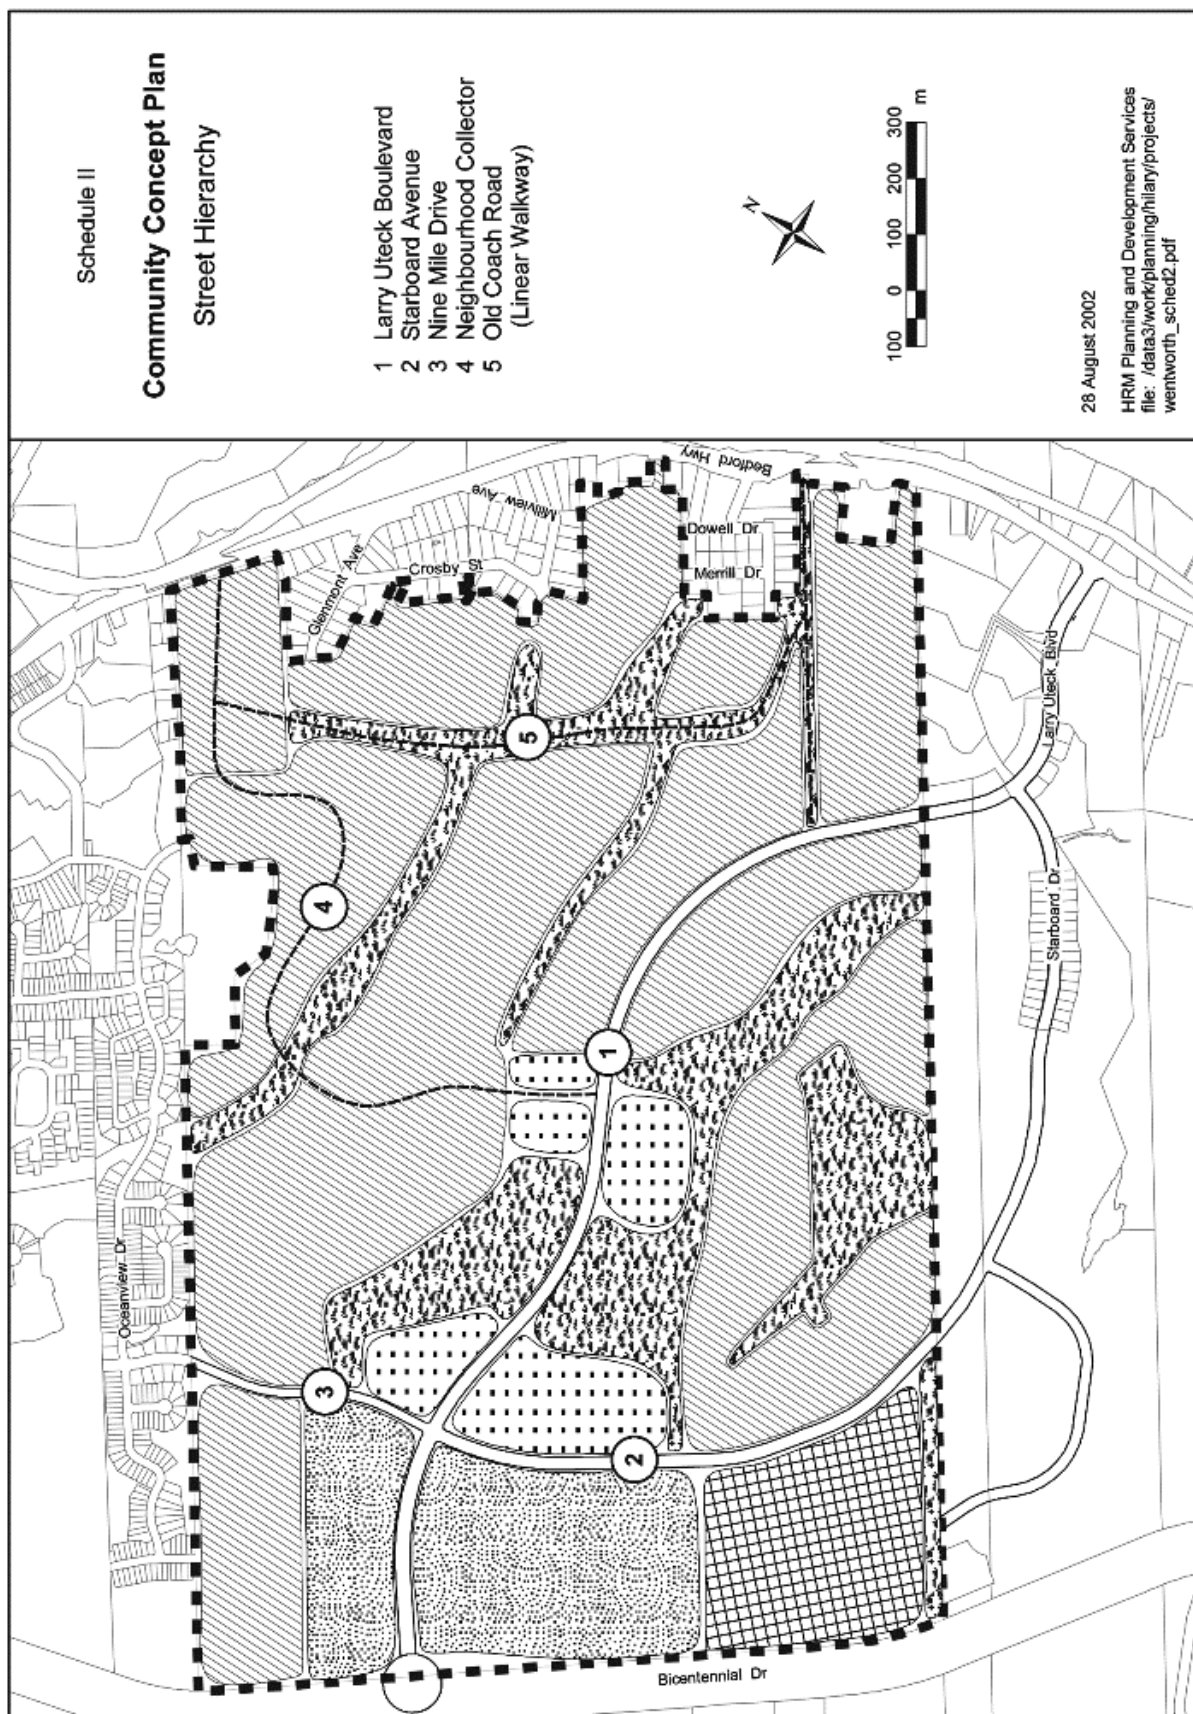 Schedule II
Community Concept Plan
Street Hierarchy
1 Larry Uteck Boulevard
2 Starboard Avenue
3 Nine Mile Drive
4 Neighbourhood Collector
5 Old Coach Road
(Linear Walkway)
N
100 0 100 200 300 m
28 August 2002
HRM Planning and Development Services
file: /data3/work/planning/hilary/projects/
wentworth_sched2.pdf
Bedford Hwy
Millview Ave
Glenmont Ave
Crosby St
Dowell Dr
Merrill Dr
Larry Uteck Blvd
Starboard Dr
Oceanview Dr
Bicentennial Dr
1
2
3
4
5